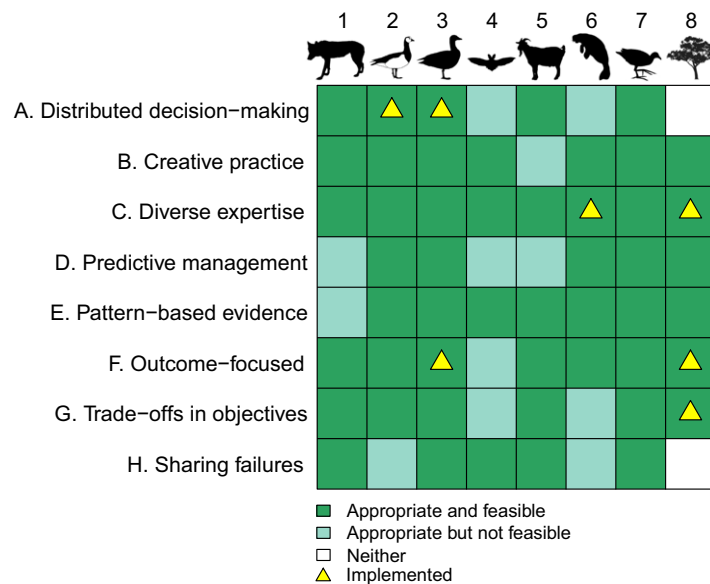 1 2 3 4 5 6 7 8
A. Distributed decision−making
B. Creative practice
C. Diverse expertise
D. Predictive management
E. Pattern−based evidence
F. Outcome−focused
G. Trade−offs in objectives
H. Sharing failures
Appropriate and feasible
Appropriate but not feasible
Neither
Implemented